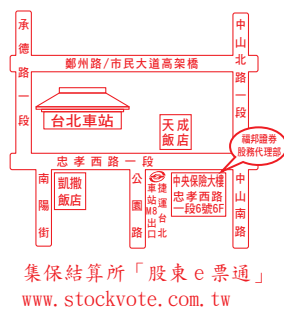 承德路一段
中山北路一段
鄭州路/市民大道高架橋
台北車站
天成
飯店
福邦證券
股務代理部
忠孝西路一段
南陽街
凱撒
飯店
公園路
捷運台北
車站M8出口
中央保險大樓
忠孝西路
一段6號6F
中山南路
集保結算所「股東e票通」
www.stockvote.com.tw